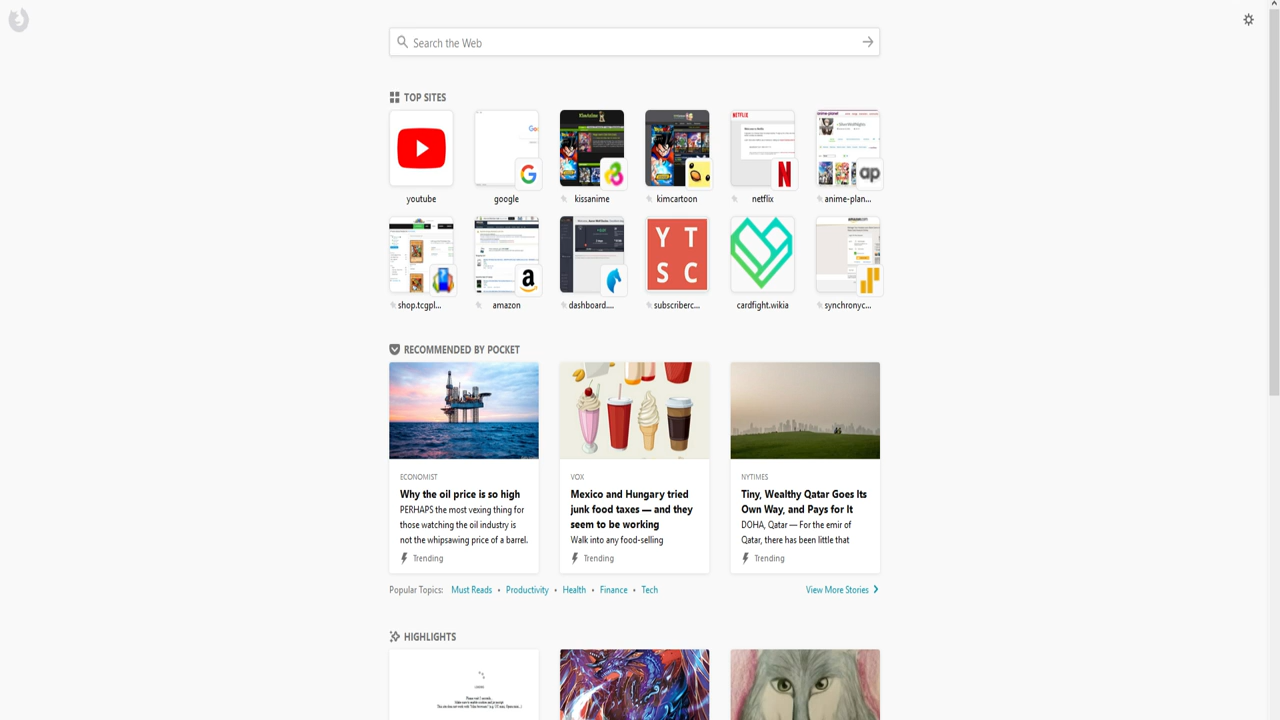 Search the Web
TOP SITES
youtube
google
kissanime
kimcartoon
NETFLIX
netflix
ap
anime-plan...
shop.tcgpl...
amazon
dashboard....
Y T
S C
subscriberc...
cardfight.wikia
synchronyc...
RECOMMENDED BY POCKET
ECONOMIST
Why the oil price is so high
PERHAPS the most vexing thing for
those watching the oil industry is
not the whipsawing price of a barrel.
Trending
VOX
Mexico and Hungary tried
junk food taxes — and they
seem to be working
Walk into any food-selling
Trending
NYTIMES
Tiny, Wealthy Qatar Goes Its
Own Way, and Pays for It
DOHA, Qatar — For the emir of
Qatar, there has been little that
Trending
Popular Topics: Must Reads • Productivity • Health • Finance • Tech
View More Stories
HIGHLIGHTS